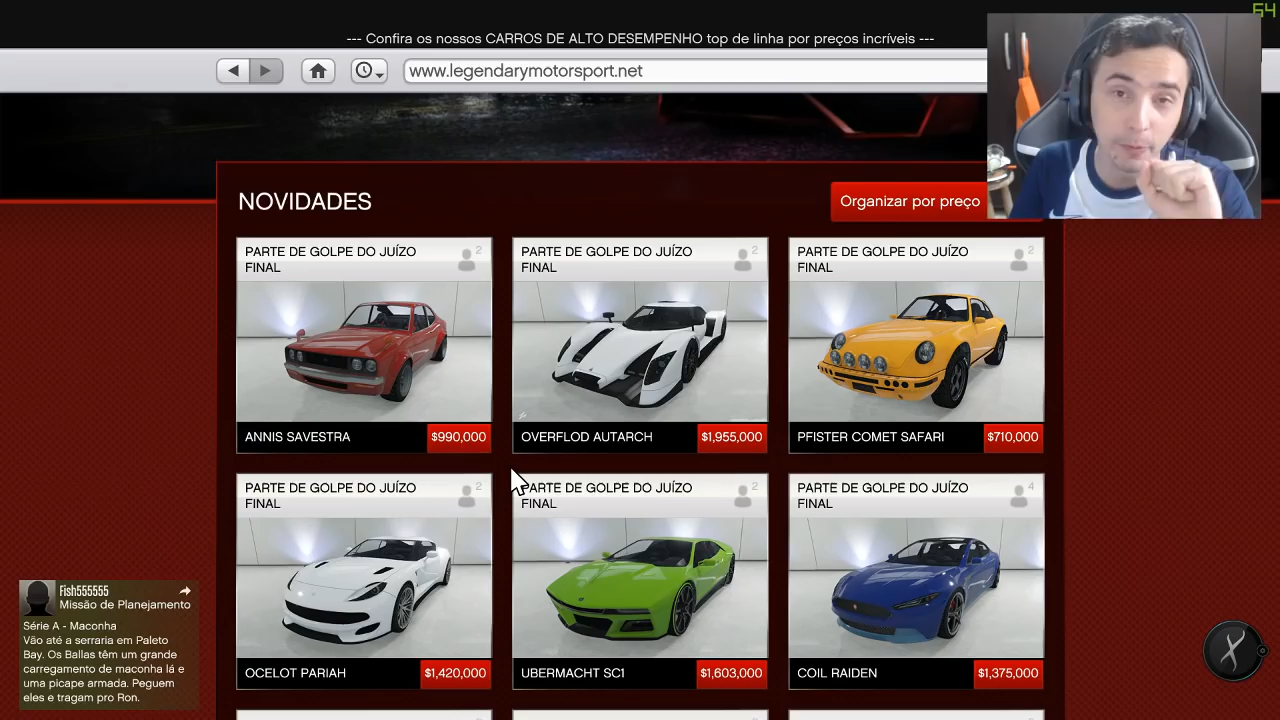 64
--- Confira os nossos CARROS DE ALTO DESEMPENHO top de linha por preços incríveis ---
www.legendarymotorsport.net
NOVIDADES
Organizar por preço
PARTE DE GOLPE DO JUÍZO
FINAL
2
ANNIS SAVESTRA
$990,000
PARTE DE GOLPE DO JUÍZO
FINAL
2
OVERFLOD AUTARCH
$1,955,000
PARTE DE GOLPE DO JUÍZO
FINAL
2
PFISTER COMET SAFARI
$710,000
PARTE DE GOLPE DO JUÍZO
FINAL
2
OCELOT PARIAH
$1,420,000
PARTE DE GOLPE DO JUÍZO
FINAL
2
UBERMACHT SC1
$1,603,000
PARTE DE GOLPE DO JUÍZO
FINAL
4
COIL RAIDEN
$1,375,000
Fish555555
Missão de Planejamento
Série A - Maconha
Vão até a serraria em Paleto
Bay. Os Ballas têm um grande
carregamento de maconha lá e
uma picape armada. Peguem
eles e tragam pro Ron.